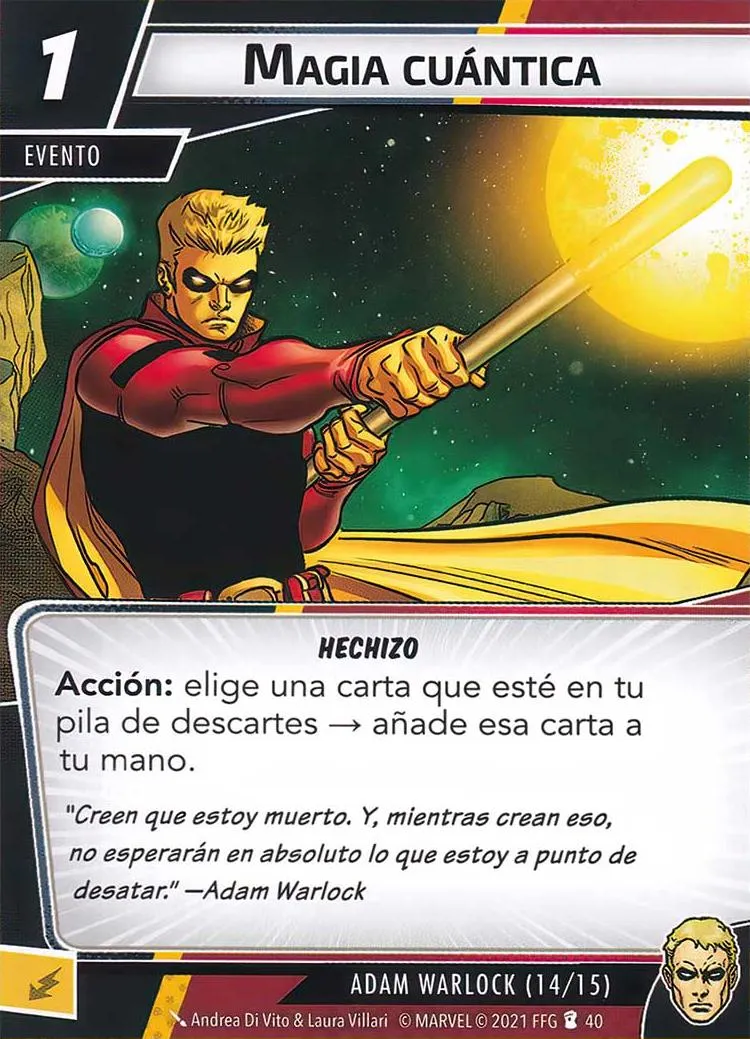 1
MAGIA CUÁNTICA
EVENTO
HECHIZO
Acción: elige una carta que esté en tu
pila de descartes → añade esa carta a
tu mano.
"Creen que estoy muerto. Y, mientras crean eso,
no esperarán en absoluto lo que estoy a punto de
desatar." —Adam Warlock
ADAM WARLOCK (14/15)
Andrea Di Vito & Laura Villari © MARVEL © 2021 FFG 40